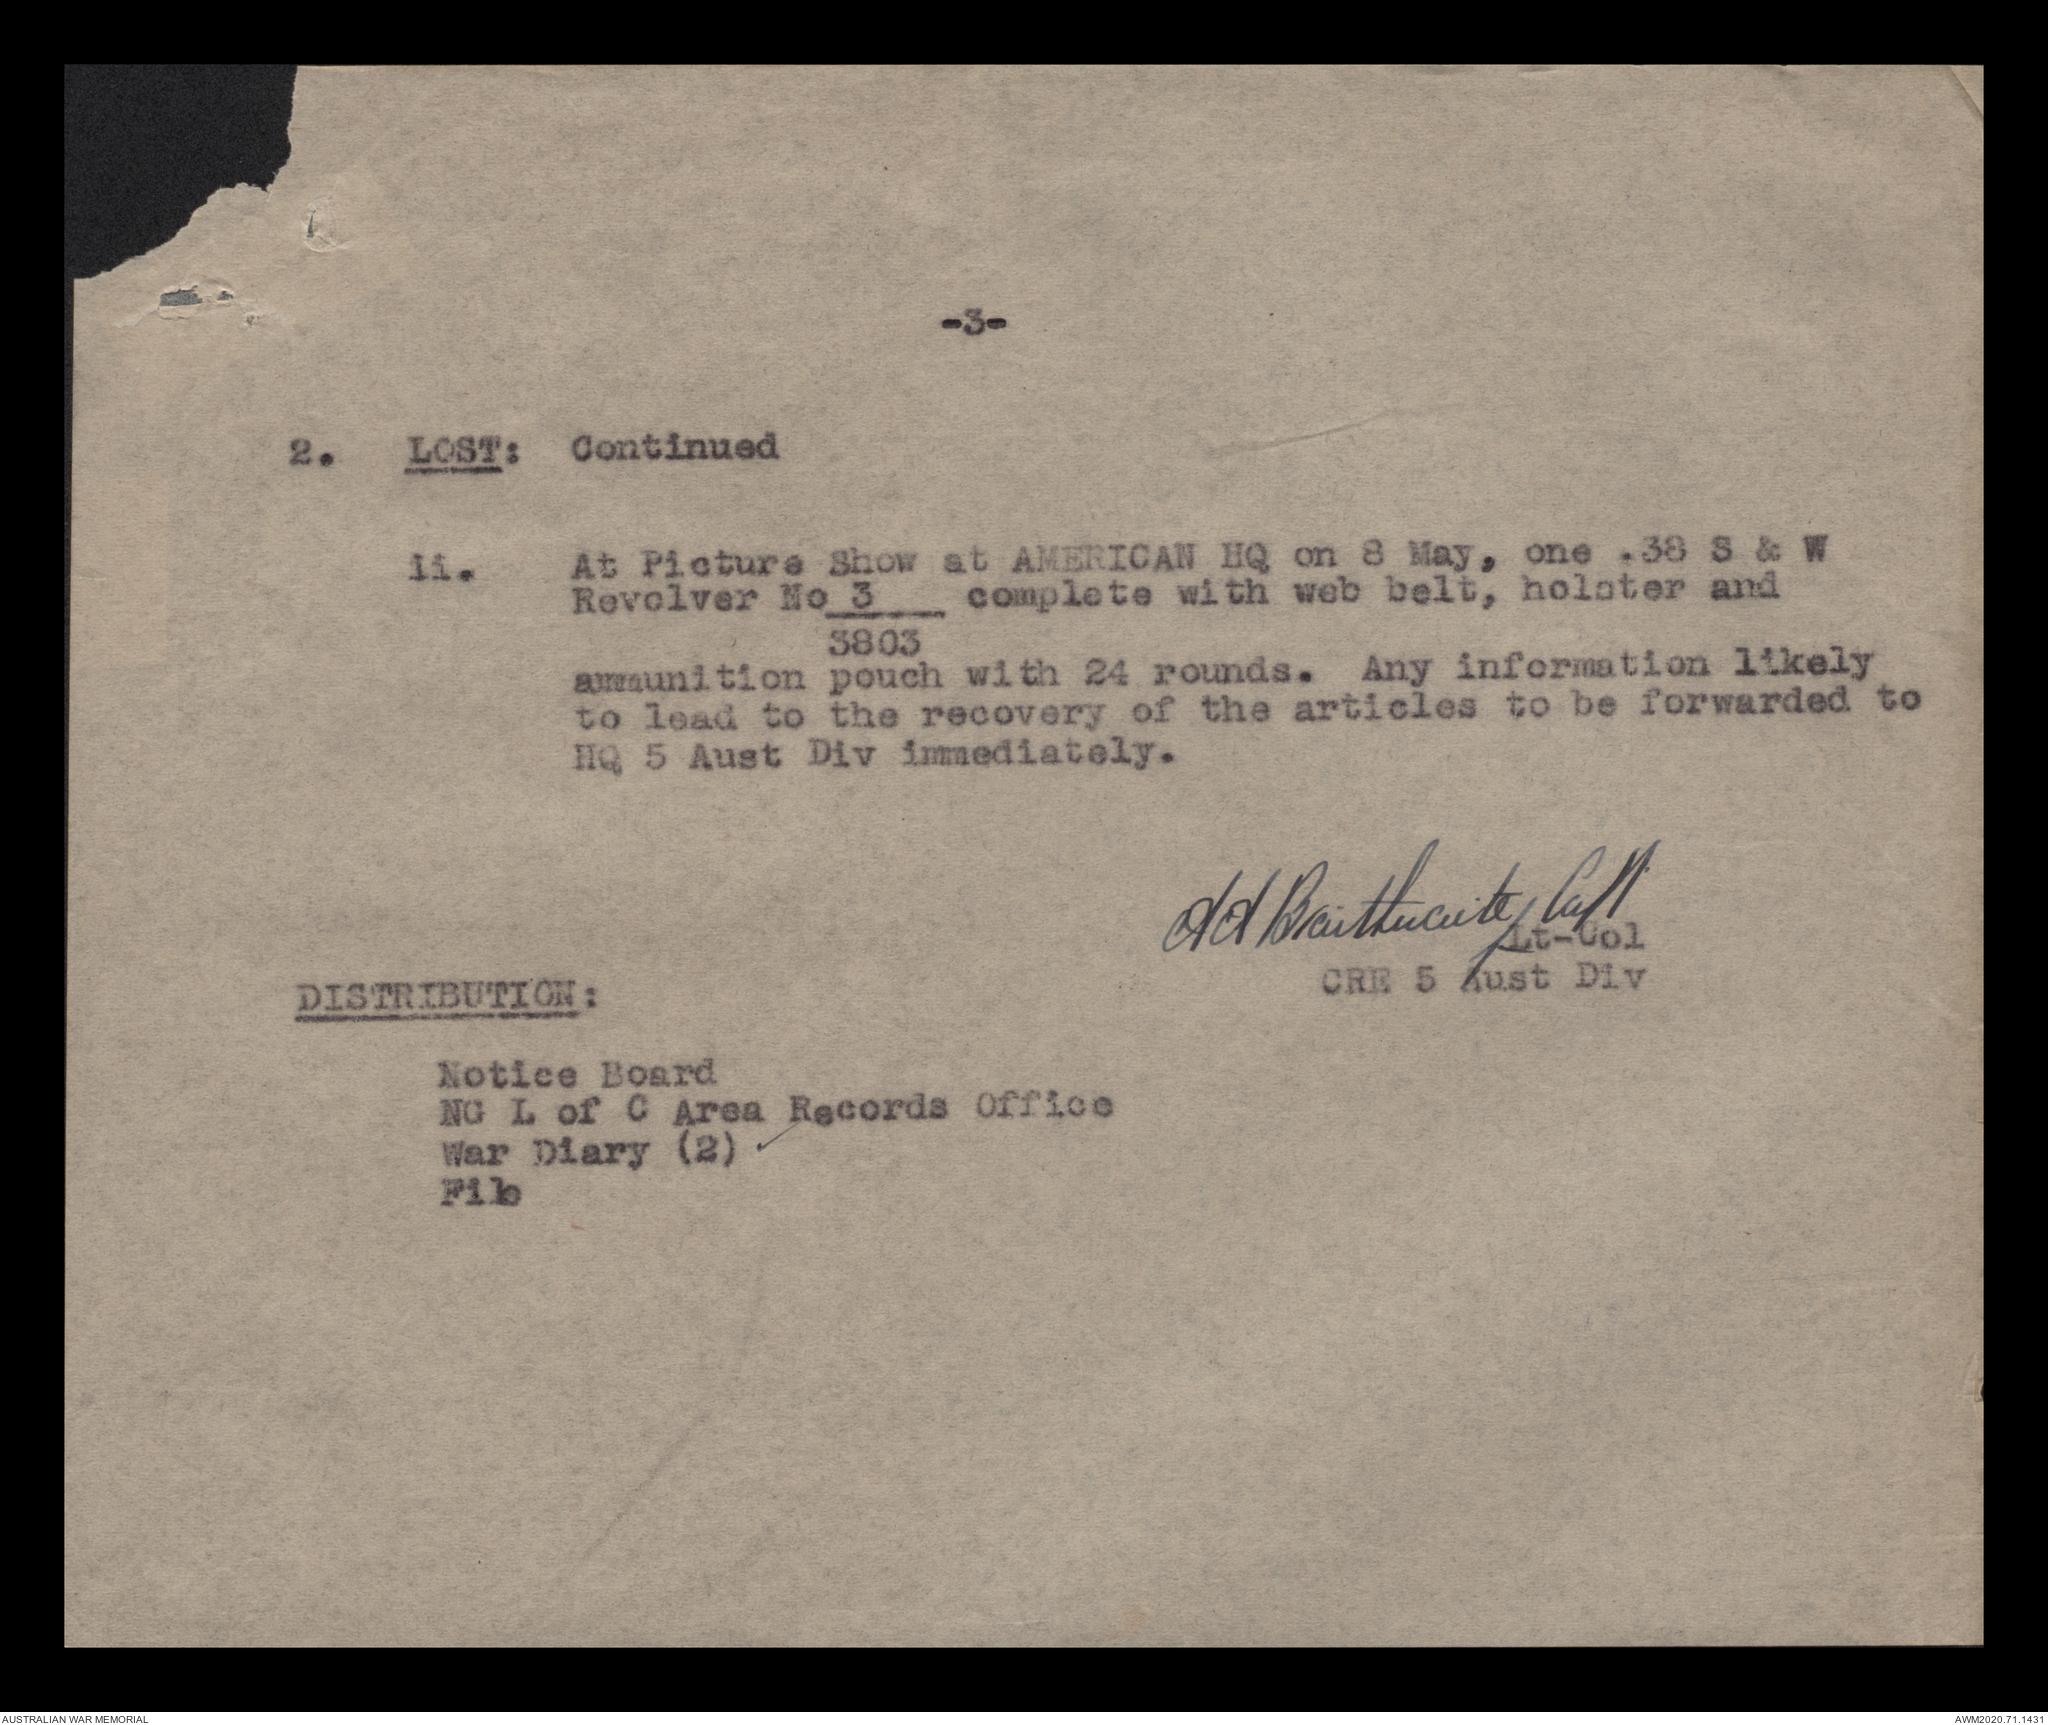 -3-
2. LOST: Continued
ii. At Picture Show at AMERICAN HQ on 8 May, one .38 S & W
Revolver No 3 complete with web belt, holster and
3803
ammunition pouch with 24 rounds. Any information likely
to lead to the recovery of the articles to be forwarded to
HQ 5 Aust Div immediately.
Braithwaite Capt
Lt-Col
CRE 5 Aust Div
DISTRIBUTION:
Notice Board
NG L of C Area Records Office
War Diary (2) ✓
File
AUSTRALIAN WAR MEMORIAL
AWM2020.71.1431